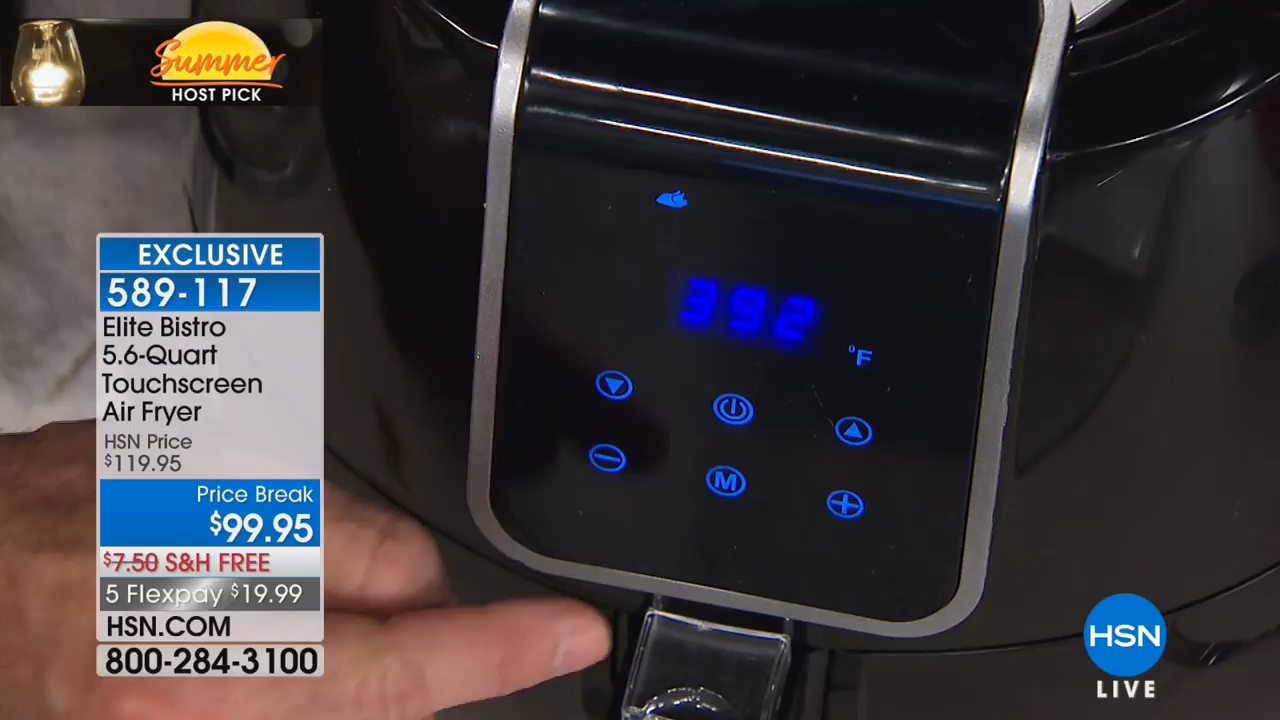 Summer
HOST PICK
EXCLUSIVE
589-117
Elite Bistro
5.6-Quart
Touchscreen
Air Fryer
HSN Price
$119.95
Price Break
$99.95
$7.50 S&H FREE
5 Flexpay $19.99
HSN.COM
800-284-3100
392
°F
M
HSN
LIVE